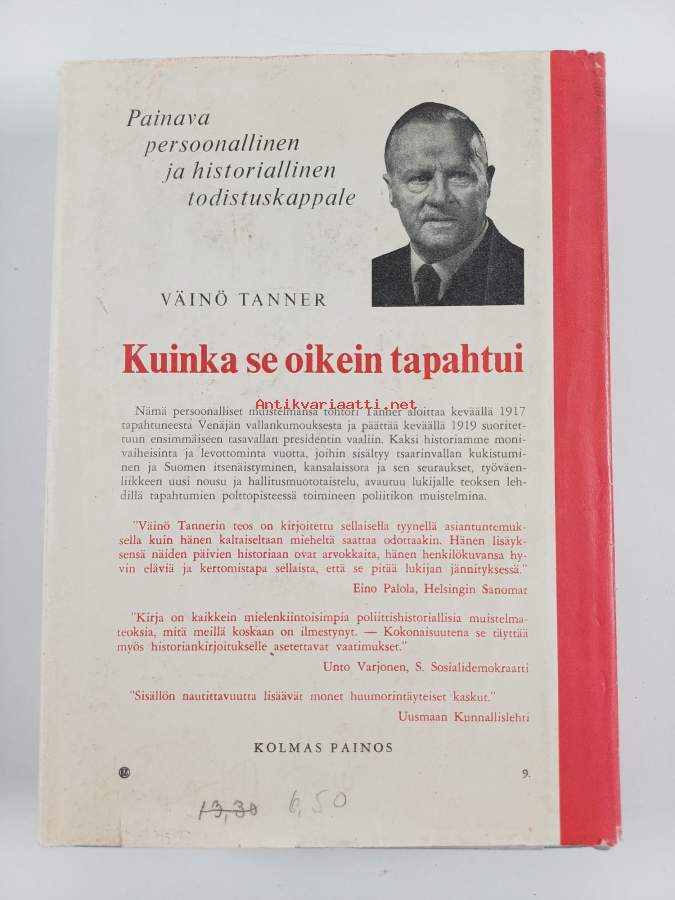 Painava
persoonallinen
ja historiallinen
todistuskappale
VÄINÖ TANNER
Kuinka se oikein tapahtui
Antikvariaatti.net
Nämä persoonalliset muistelmansa tohtori Tanner aloittaa keväällä 1917
tapahtuneesta Venäjän vallankumouksesta ja päättää keväällä 1919 suoritet-
tuun ensimmäiseen tasavallan presidentin vaaliin. Kaksi historiamme moni-
vaiheisinta ja levottominta vuotta, joihin sisältyy tsaarinvallan kukistumi-
nen ja Suomen itsenäistyminen, kansalaissota ja sen seuraukset, työväen-
liikkeen uusi nousu ja hallitusmuototaistelu, avautuu lukijalle teoksen leh-
dillä tapahtumien polttopisteessä toimineen poliitikon muistelmina.
"Väinö Tannerin teos on kirjoitettu sellaisella tyynellä asiantuntemuk-
sella kuin hänen kaltaiseltaan mieheltä saattaa odottaakin. Hänen lisäyk-
sensä näiden päivien historiaan ovat arvokkaita, hänen henkilökuvansa hy-
vin eläviä ja kertomistapa sellaista, että se pitää lukijan jännityksessä."
Eino Palola, Helsingin Sanomat
"Kirja on kaikkein mielenkiintoisimpia poliittishistoriallisia muistelma-
teoksia, mitä meillä koskaan on ilmestynyt. — Kokonaisuutena se täyttää
myös historiankirjoitukselle asetettavat vaatimukset."
Unto Varjonen, S. Sosialidemokraatti
"Sisällön nautittavuutta lisäävät monet huumorintäyteiset kaskut."
Uusmaan Kunnallislehti
KOLMAS PAINOS
9.
13,30 6,50